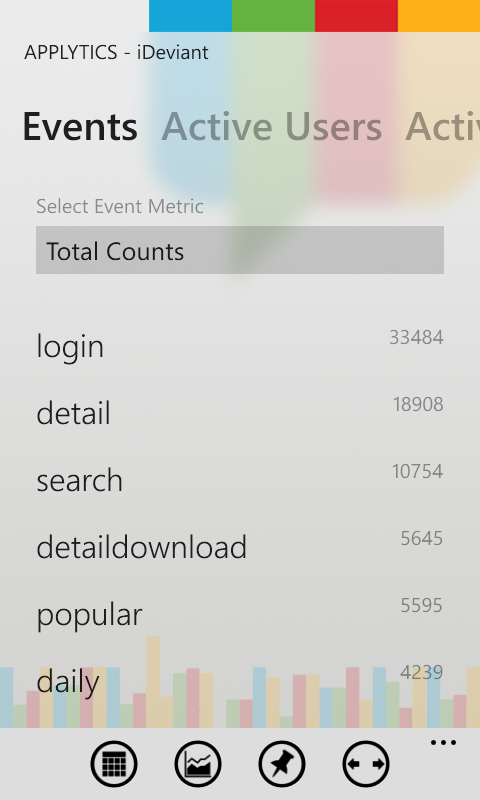 APPLYTICS - iDeviant
Events Active Users Activ
Select Event Metric
Total Counts
login 33484
detail 18908
search 10754
detaildownload 5645
popular 5595
daily 4239